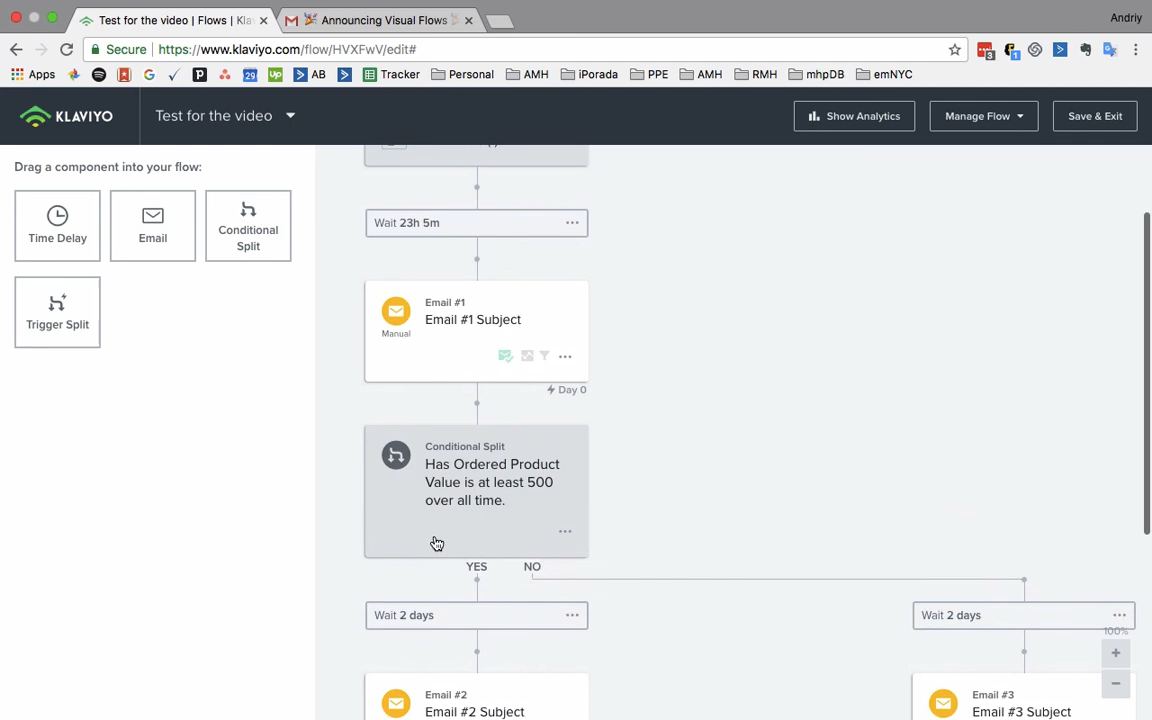 Test for the video | Flows | Kla
Announcing Visual Flows
Andriy
Secure
https://www.klaviyo.com/flow/HVXFwV/edit#
3
1
Apps
29
up
AB
Tracker
Personal
AMH
iPorada
PPE
AMH
RMH
mhpDB
emNYC
KLAVIYO
Test for the video
Show Analytics
Manage Flow
Save & Exit
Drag a component into your flow:
Time Delay
Email
Conditional
Split
Trigger Split
Wait 23h 5m
Email #1
Email #1 Subject
Manual
Day 0
Conditional Split
Has Ordered Product
Value is at least 500
over all time.
YES
NO
Wait 2 days
Wait 2 days
100%
+
−
Email #2
Email #2 Subject
Email #3
Email #3 Subject